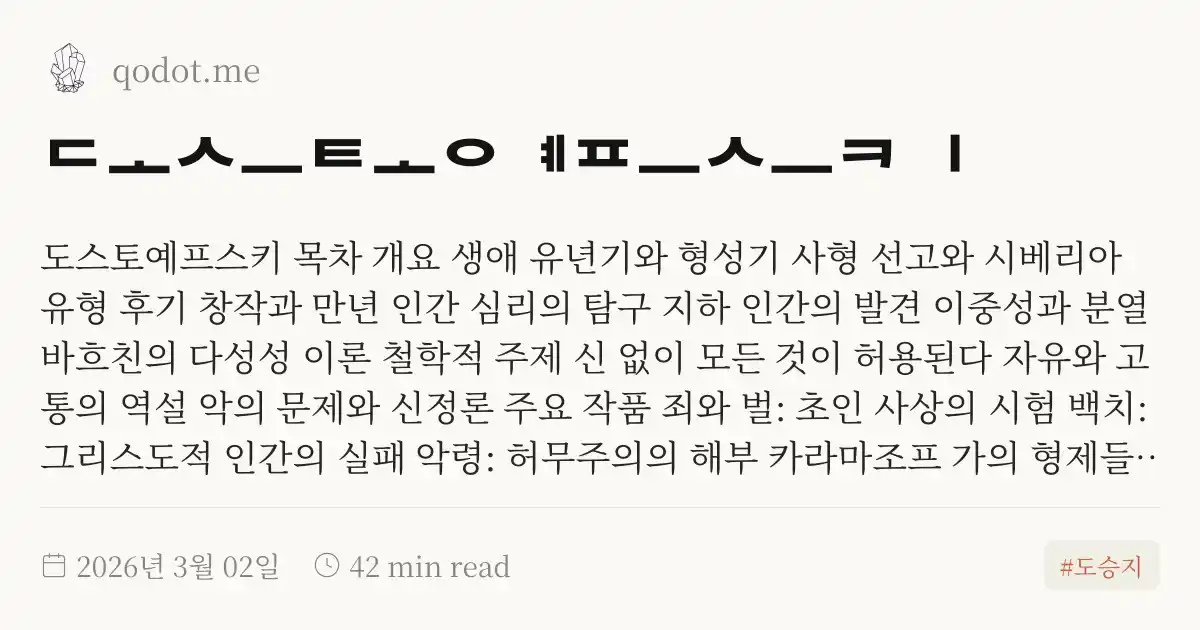 qodot.me
ㄷㅗㅅㅡㅌㅗㅇㅖㅍㅡㅅㅡㅋㅣ
도스토예프스키 목차 개요 생애 유년기와 형성기 사형 선고와 시베리아
유형 후기 창작과 만년 인간 심리의 탐구 지하 인간의 발견 이중성과 분열
바흐친의 다성성 이론 철학적 주제 신 없이 모든 것이 허용된다 자유와 고
통의 역설 악의 문제와 신정론 주요 작품 죄와 벌: 초인 사상의 시험 백치:
그리스도적 인간의 실패 악령: 허무주의의 해부 카라마조프 가의 형제들··
2026년 3월 02일
42 min read
#도승지